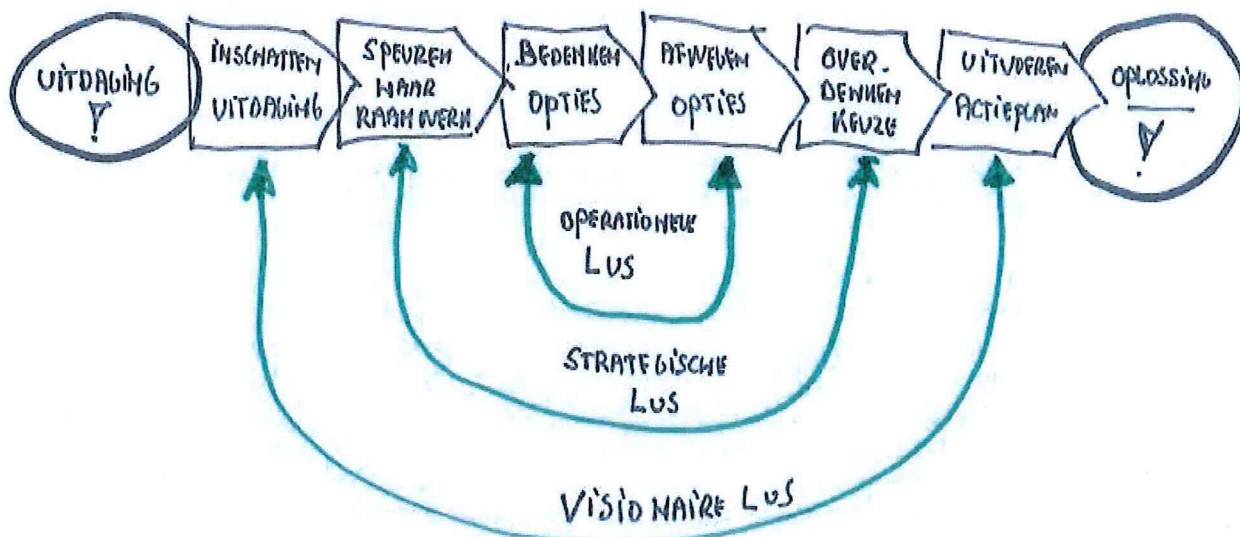 UITDAGING
!
INSCHATTEN
UITDAGING
SPEUREN
NAAR
RAAMWERK
BEDENKEN
OPTIES
AFWEGEN
OPTIES
OVER-
DENKEN
KEUZE
UITVOEREN
ACTIEPLAN
OPLOSSING
!
OPERATIONELE
LUS
STRATEGISCHE
LUS
VISIONAIRE LUS